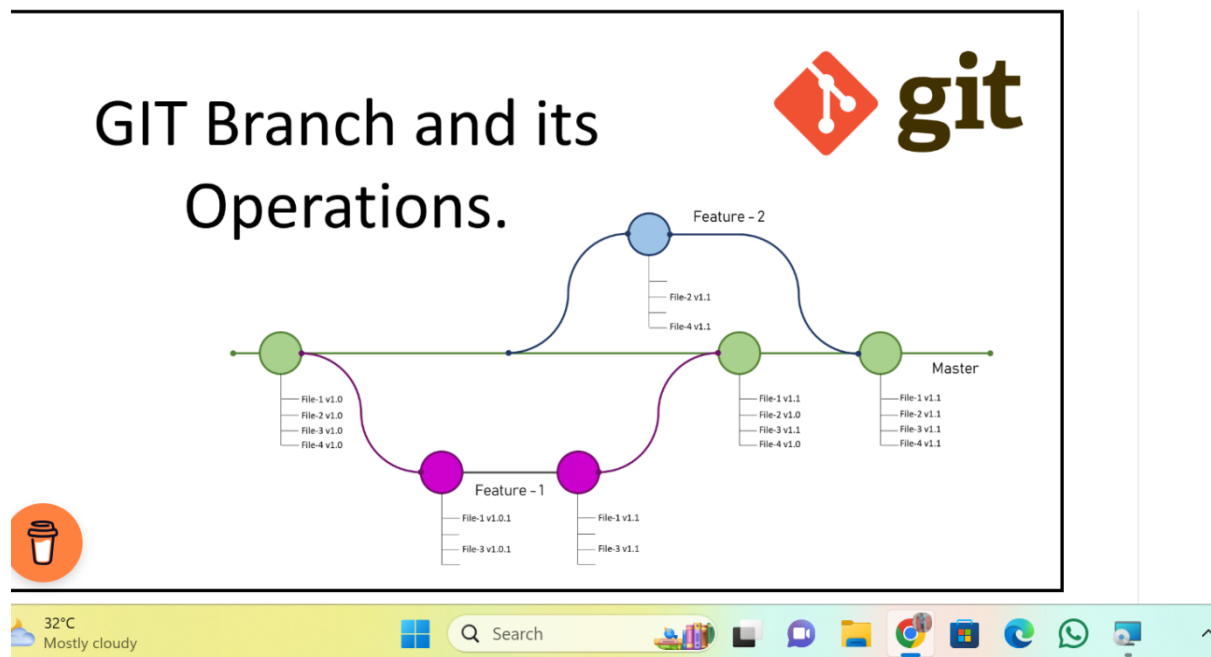 GIT Branch and its
Operations.
git
Feature - 2
File-2 v1.1
File-4 v1.1
Master
File-1 v1.0
File-2 v1.0
File-3 v1.0
File-4 v1.0
File-1 v1.1
File-2 v1.0
File-3 v1.1
File-4 v1.0
File-1 v1.1
File-2 v1.1
File-3 v1.1
File-4 v1.1
Feature - 1
File-1 v1.0.1
File-3 v1.0.1
File-1 v1.1
File-3 v1.1
32°C
Mostly cloudy
Search